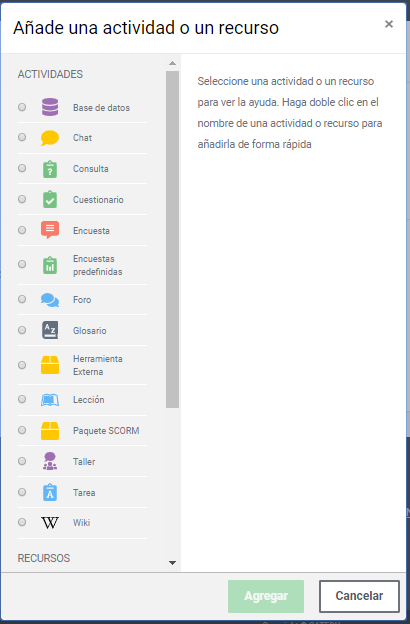 Añade una actividad o un recurso
×
ACTIVIDADES
Base de datos
Chat
Consulta
Cuestionario
Encuesta
Encuestas
predefinidas
Foro
Glosario
Herramienta
Externa
Lección
Paquete SCORM
Taller
Tarea
Wiki
RECURSOS
Seleccione una actividad o un recurso
para ver la ayuda. Haga doble clic en el
nombre de una actividad o recurso para
añadirla de forma rápida
Agregar
Cancelar